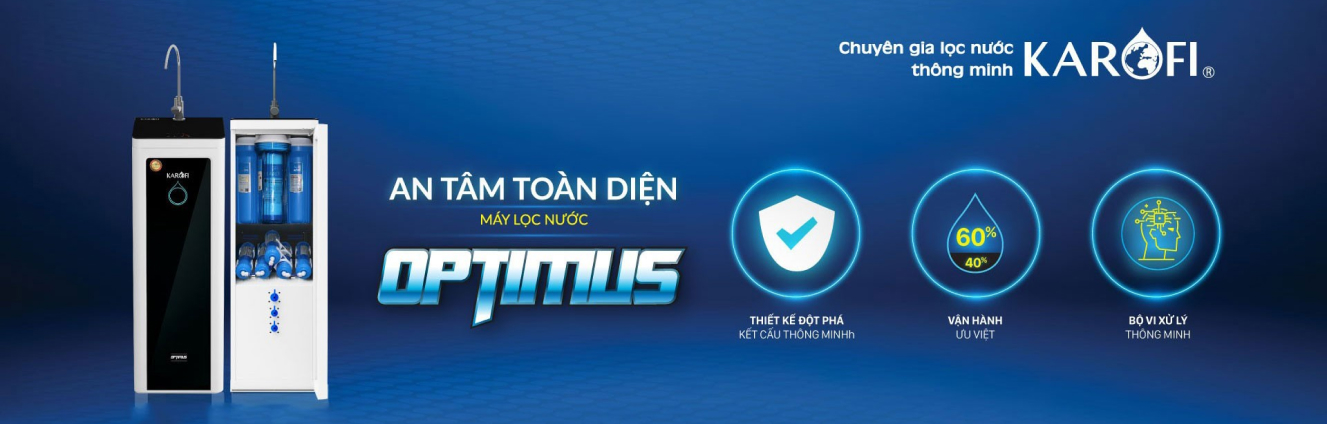 Chuyên gia lọc nước
thông minh
KAROFI®
KAROFI
OPTIMUS
AN TÂM TOÀN DIỆN
MÁY LỌC NƯỚC
OPTIMUS
60%
40%
THIẾT KẾ ĐỘT PHÁ
KẾT CẤU THÔNG MINHh
VẬN HÀNH
ƯU VIỆT
BỘ VI XỬ LÝ
THÔNG MINH